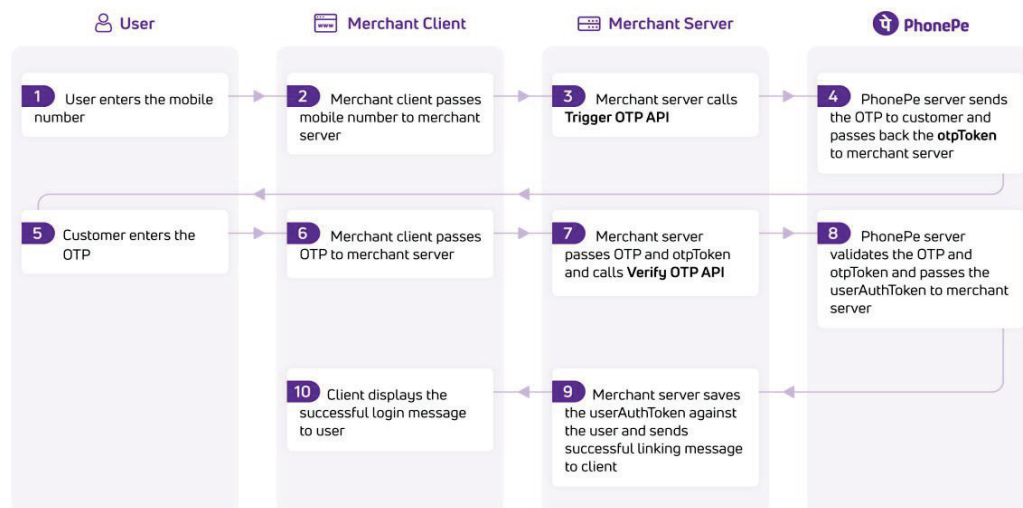 User
www
Merchant Client
Merchant Server
पे PhonePe
1 User enters the mobile
number
2 Merchant client passes
mobile number to merchant
server
3 Merchant server calls
Trigger OTP API
4 PhonePe server sends
the OTP to customer and
passes back the otpToken
to merchant server
5 Customer enters the
OTP
6 Merchant client passes
OTP to merchant server
7 Merchant server
passes OTP and otpToken
and calls Verify OTP API
8 PhonePe server
validates the OTP and
otpToken and passes the
userAuthToken to merchant
server
10 Client displays the
successful login message
to user
9 Merchant server saves
the userAuthToken against
the user and sends
successful linking message
to client